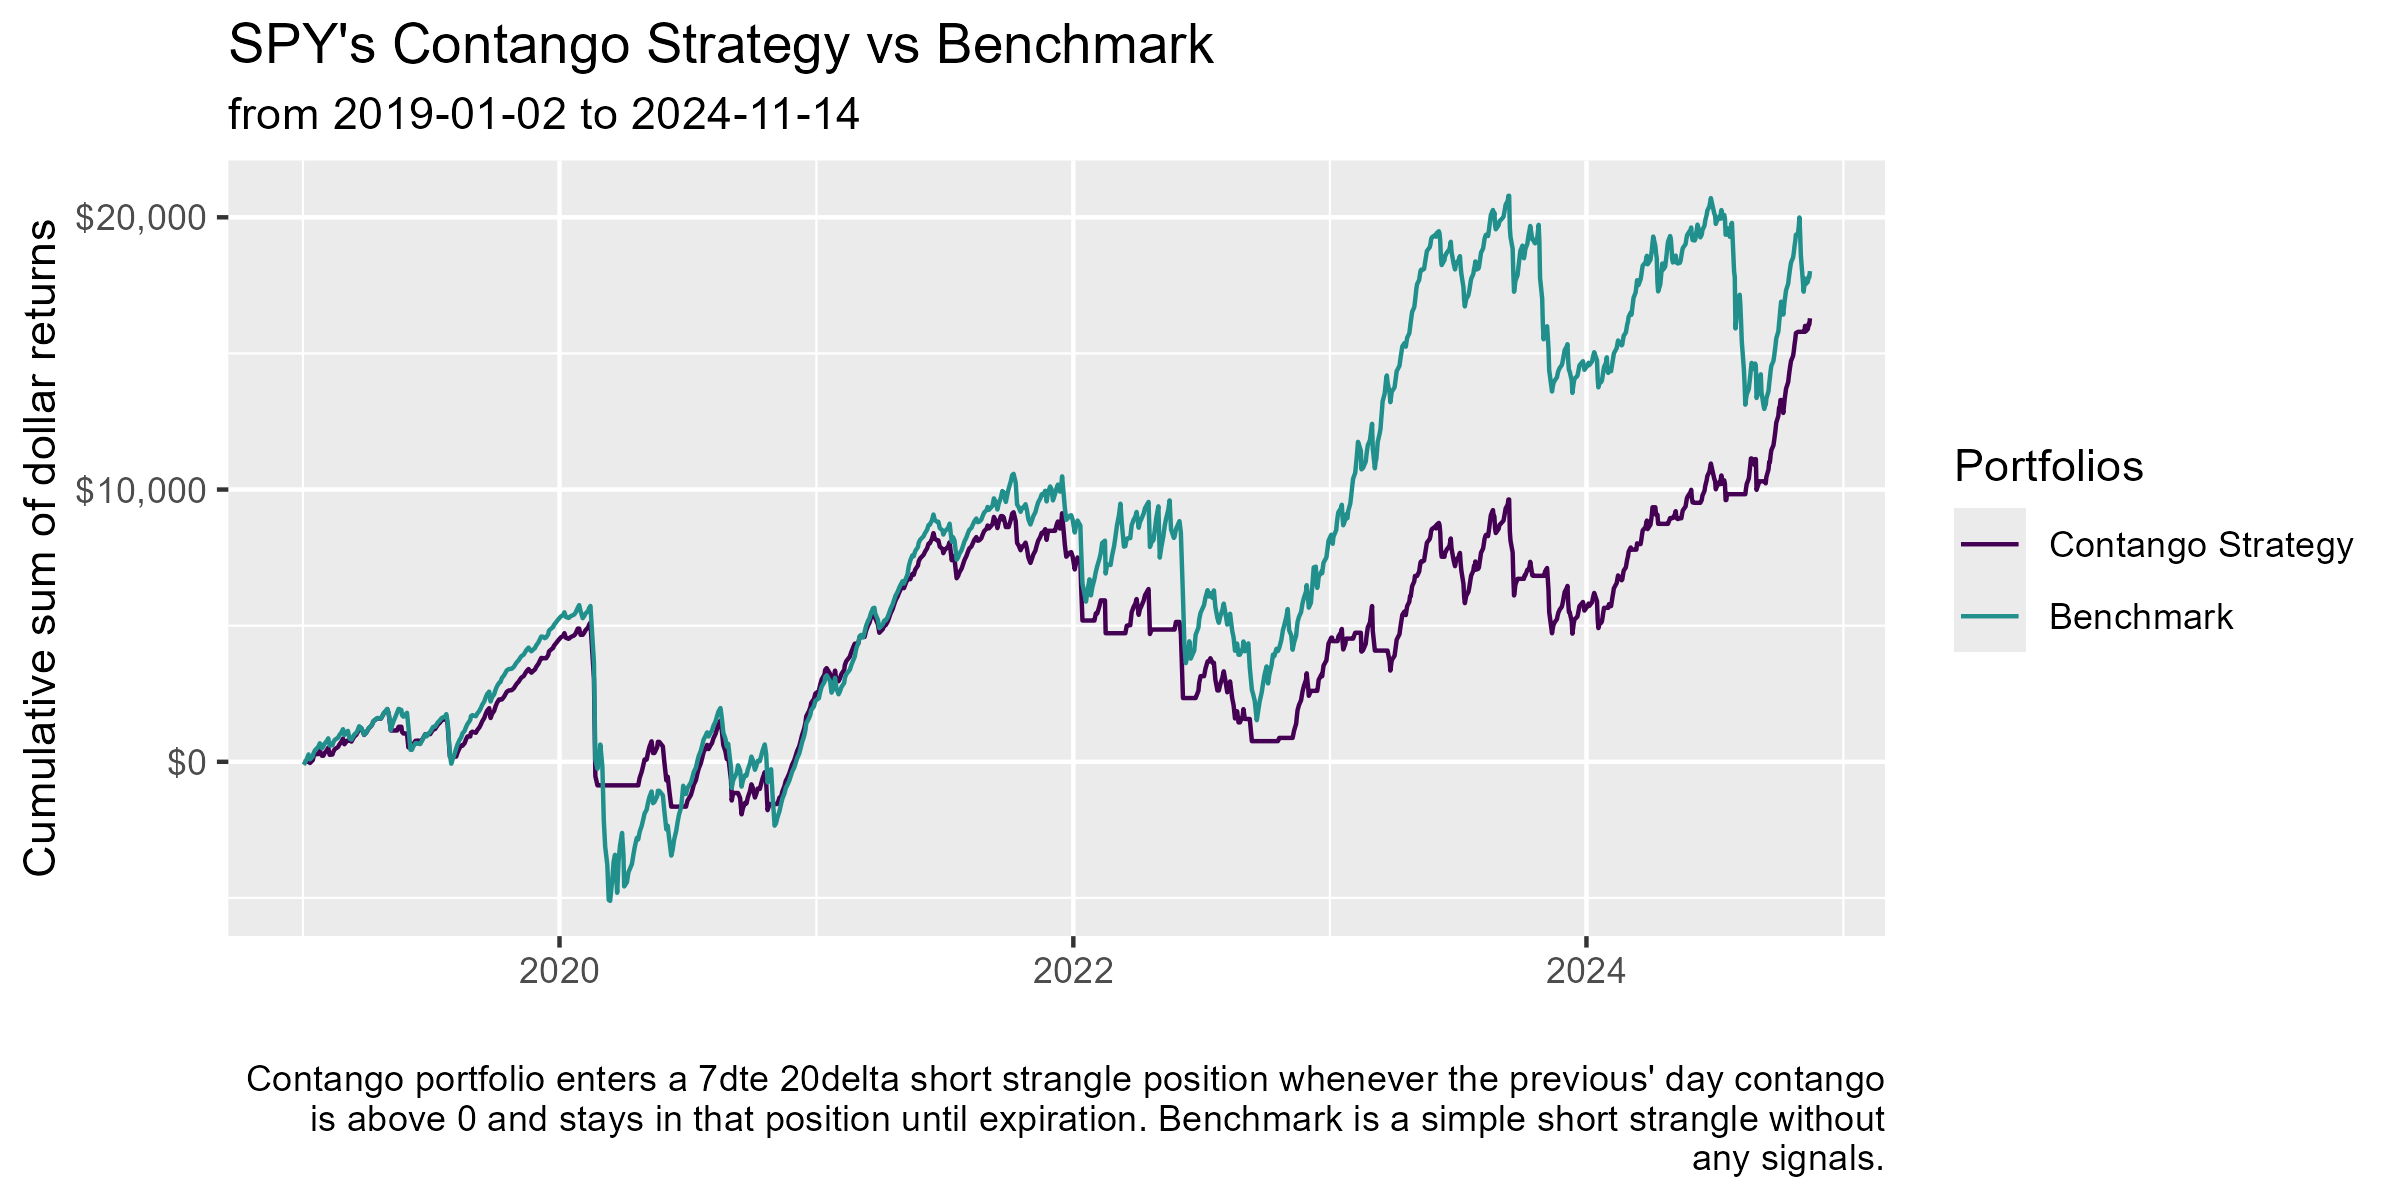 SPY's Contango Strategy vs Benchmark
from 2019-01-02 to 2024-11-14
Cumulative sum of dollar returns
$20,000
$10,000
$0
2020
2022
2024
Portfolios
Contango Strategy
Benchmark
Contango portfolio enters a 7dte 20delta short strangle position whenever the previous' day contango
is above 0 and stays in that position until expiration. Benchmark is a simple short strangle without
any signals.